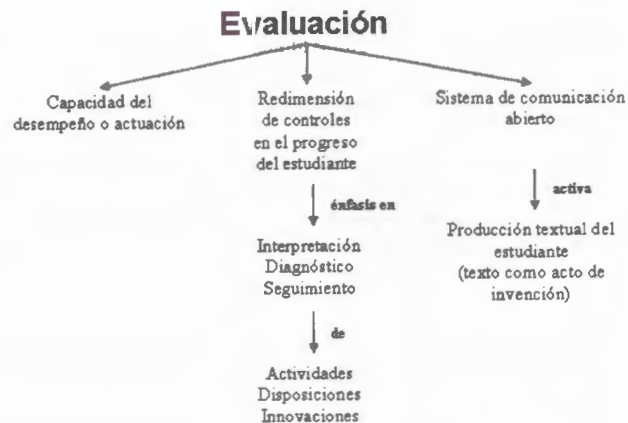 Evaluación
Capacidad del
desempeño o actuación
Redimensión
de controles
en el progreso
del estudiante
énfasis en
Interpretación
Diagnóstico
Seguimiento
de
Actividades
Disposiciones
Innovaciones
Sistema de comunicación
abierto
activa
Producción textual del
estudiante
(texto como acto de
invención)